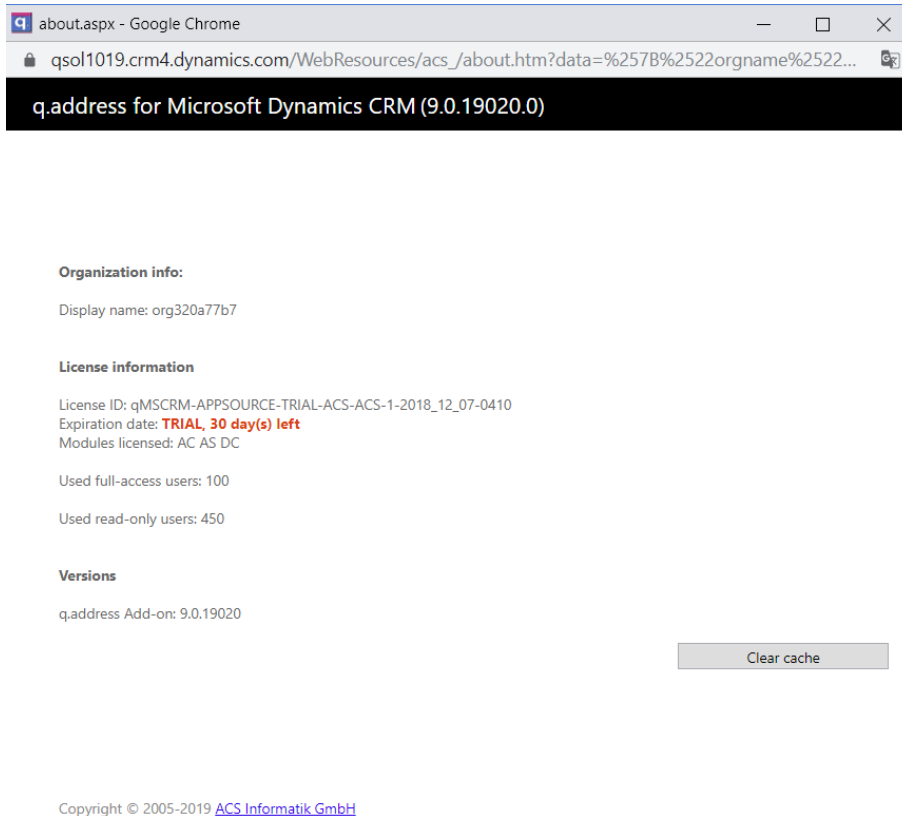 q about.aspx - Google Chrome
qsol1019.crm4.dynamics.com/WebResources/acs_/about.htm?data=%257B%2522orgname%2522...
q.address for Microsoft Dynamics CRM (9.0.19020.0)
Organization info:
Display name: org320a77b7
License information
License ID: qMSCRM-APPSOURCE-TRIAL-ACS-ACS-1-2018_12_07-0410
Expiration date: TRIAL, 30 day(s) left
Modules licensed: AC AS DC
Used full-access users: 100
Used read-only users: 450
Versions
q.address Add-on: 9.0.19020
Clear cache
Copyright © 2005-2019 ACS Informatik GmbH